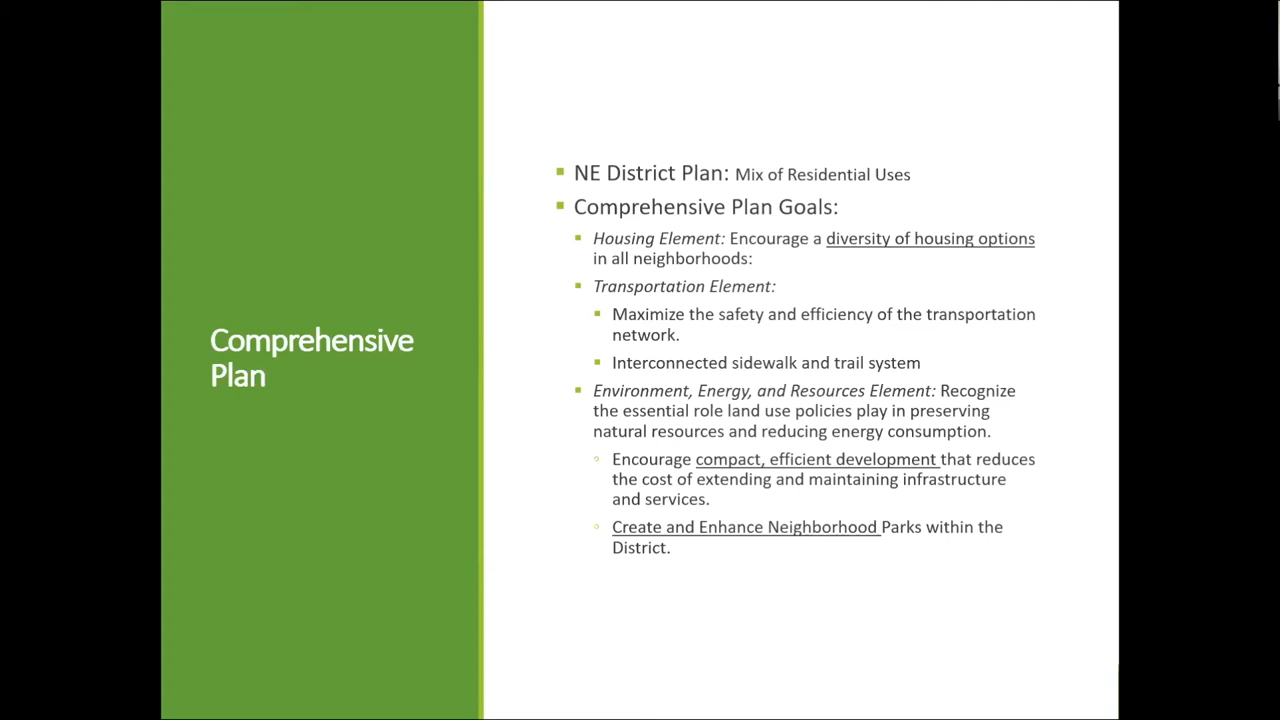 Comprehensive
Plan
NE District Plan: Mix of Residential Uses
Comprehensive Plan Goals:
Housing Element: Encourage a diversity of housing options
in all neighborhoods:
Transportation Element:
Maximize the safety and efficiency of the transportation
network.
Interconnected sidewalk and trail system
Environment, Energy, and Resources Element: Recognize
the essential role land use policies play in preserving
natural resources and reducing energy consumption.
Encourage compact, efficient development that reduces
the cost of extending and maintaining infrastructure
and services.
Create and Enhance Neighborhood Parks within the
District.